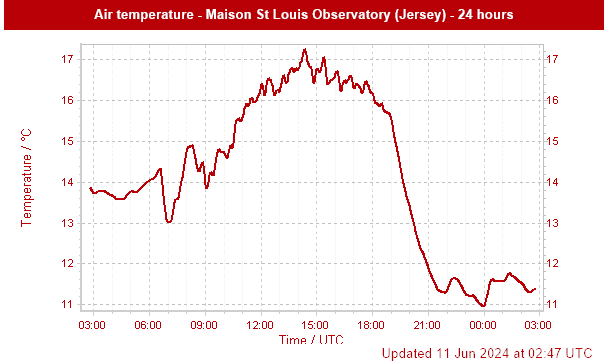 Air temperature - Maison St Louis Observatory (Jersey) - 24 hours
Temperature / °C
17 17
16 16
15 15
14 14
13 13
12 12
11 11
03:00 06:00 09:00 12:00 15:00 18:00 21:00 00:00 03:00
Time / UTC
Updated 11 Jun 2024 at 02:47 UTC